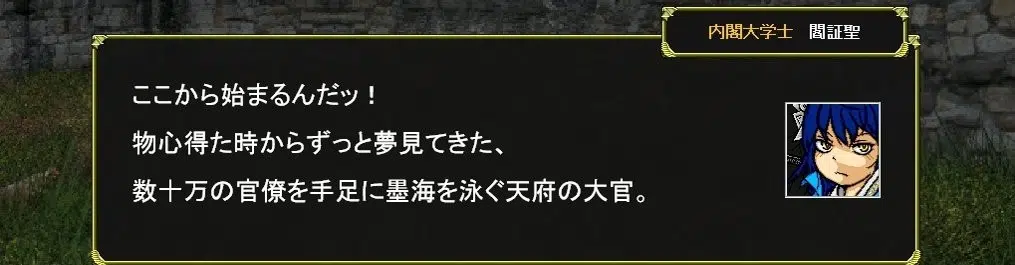 内閣大学士 閻証聖
ここから始まるんだッ！
物心得た時からずっと夢見てきた、
数十万の官僚を手足に墨海を泳ぐ天府の大官。